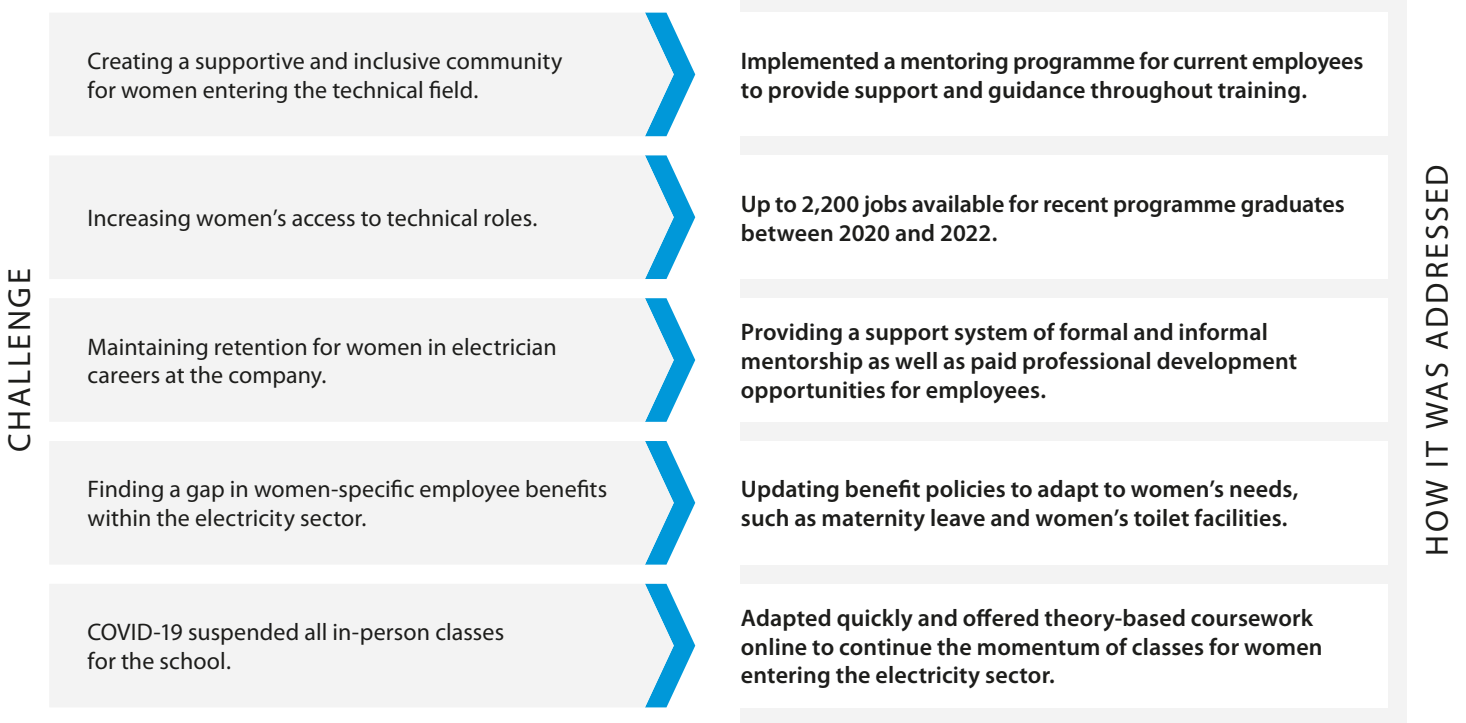 CHALLENGE
HOW IT WAS ADDRESSED
Creating a supportive and inclusive community
for women entering the technical field.
Implemented a mentoring programme for current employees
to provide support and guidance throughout training.
Increasing women's access to technical roles.
Up to 2,200 jobs available for recent programme graduates
between 2020 and 2022.
Maintaining retention for women in electrician
careers at the company.
Providing a support system of formal and informal
mentorship as well as paid professional development
opportunities for employees.
Finding a gap in women-specific employee benefits
within the electricity sector.
Updating benefit policies to adapt to women's needs,
such as maternity leave and women's toilet facilities.
COVID-19 suspended all in-person classes
for the school.
Adapted quickly and offered theory-based coursework
online to continue the momentum of classes for women
entering the electricity sector.